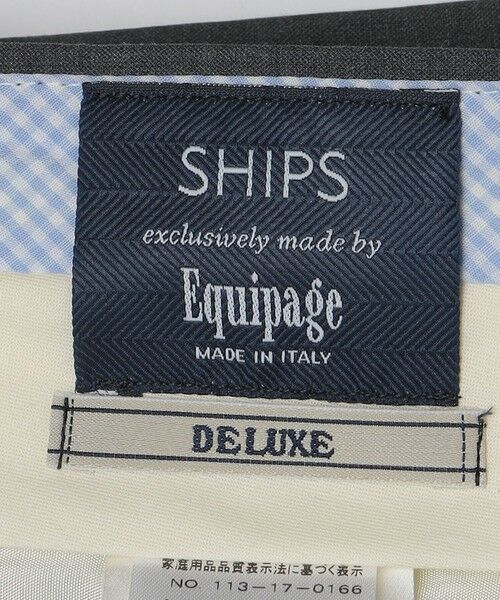 SHIPS
exclusively made by
Equipage
MADE IN ITALY
DELUXE
家庭用品品質表示法に基づく表示
NO 113-17-0166